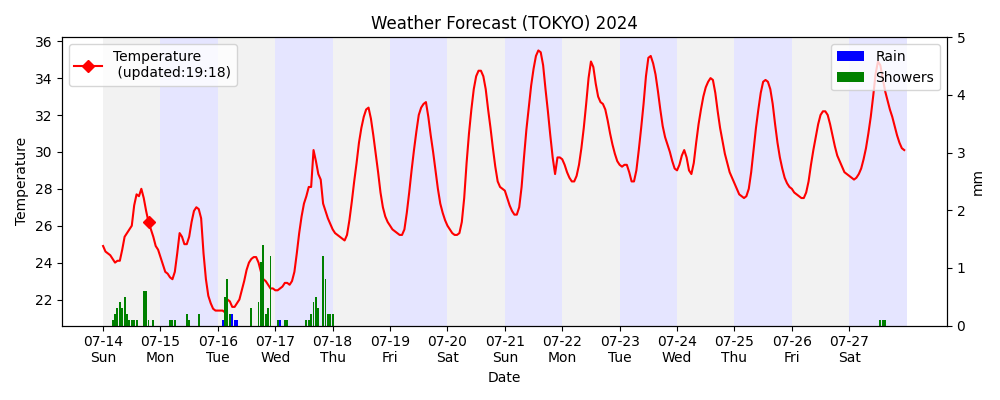 Weather Forecast (TOKYO) 2024
Temperature
(updated:19:18)
Rain
Showers
Temperature
36
34
32
30
28
26
24
22
mm
5
4
3
2
1
0
07-14 07-15 07-16 07-17 07-18 07-19 07-20 07-21 07-22 07-23 07-24 07-25 07-26 07-27
Sun Mon Tue Wed Thu Fri Sat Sun Mon Tue Wed Thu Fri Sat
Date